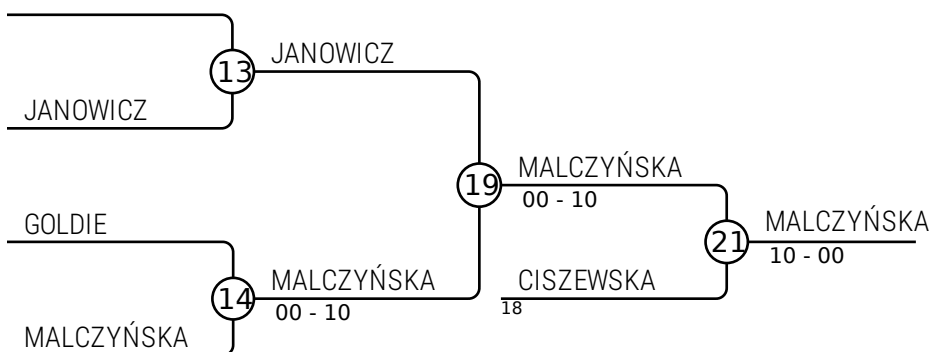 13
JANOWICZ
JANOWICZ
19
MALCZYŃSKA
00 - 10
GOLDIE
21
MALCZYŃSKA
10 - 00
14
MALCZYŃSKA
00 - 10
CISZEWSKA
18
MALCZYŃSKA